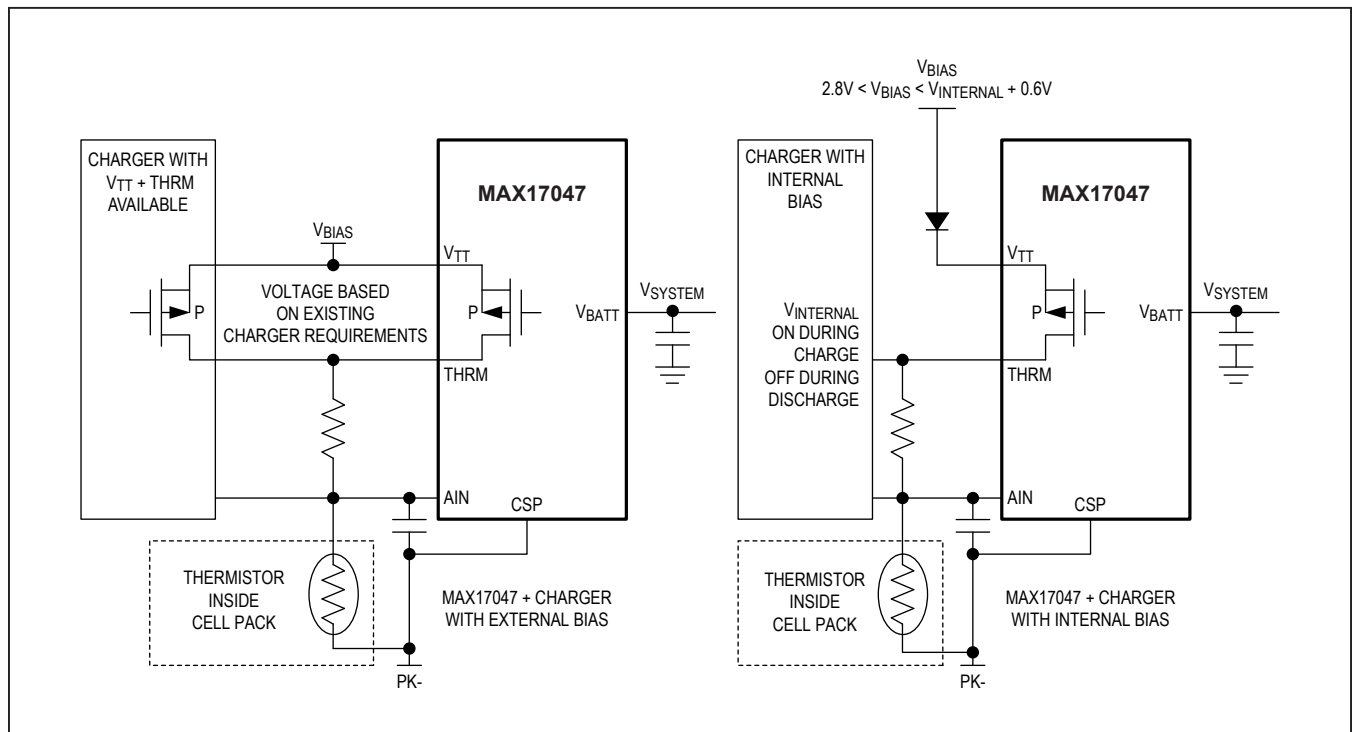 CHARGER WITH
VTT + THRM
AVAILABLE
VBIAS
P
VOLTAGE BASED
ON EXISTING
CHARGER REQUIREMENTS
MAX17047
VTT
P
VBATT
VSYSTEM
THRM
AIN
CSP
THERMISTOR
INSIDE
CELL PACK
MAX17047 + CHARGER
WITH EXTERNAL BIAS
PK-
VBIAS
2.8V < VBIAS < VINTERNAL + 0.6V
CHARGER WITH
INTERNAL
BIAS
VINTERNAL
ON DURING
CHARGE
OFF DURING
DISCHARGE
MAX17047
VTT
P
VBATT
VSYSTEM
THRM
AIN
CSP
THERMISTOR
INSIDE
CELL PACK
MAX17047 + CHARGER
WITH INTERNAL BIAS
PK-